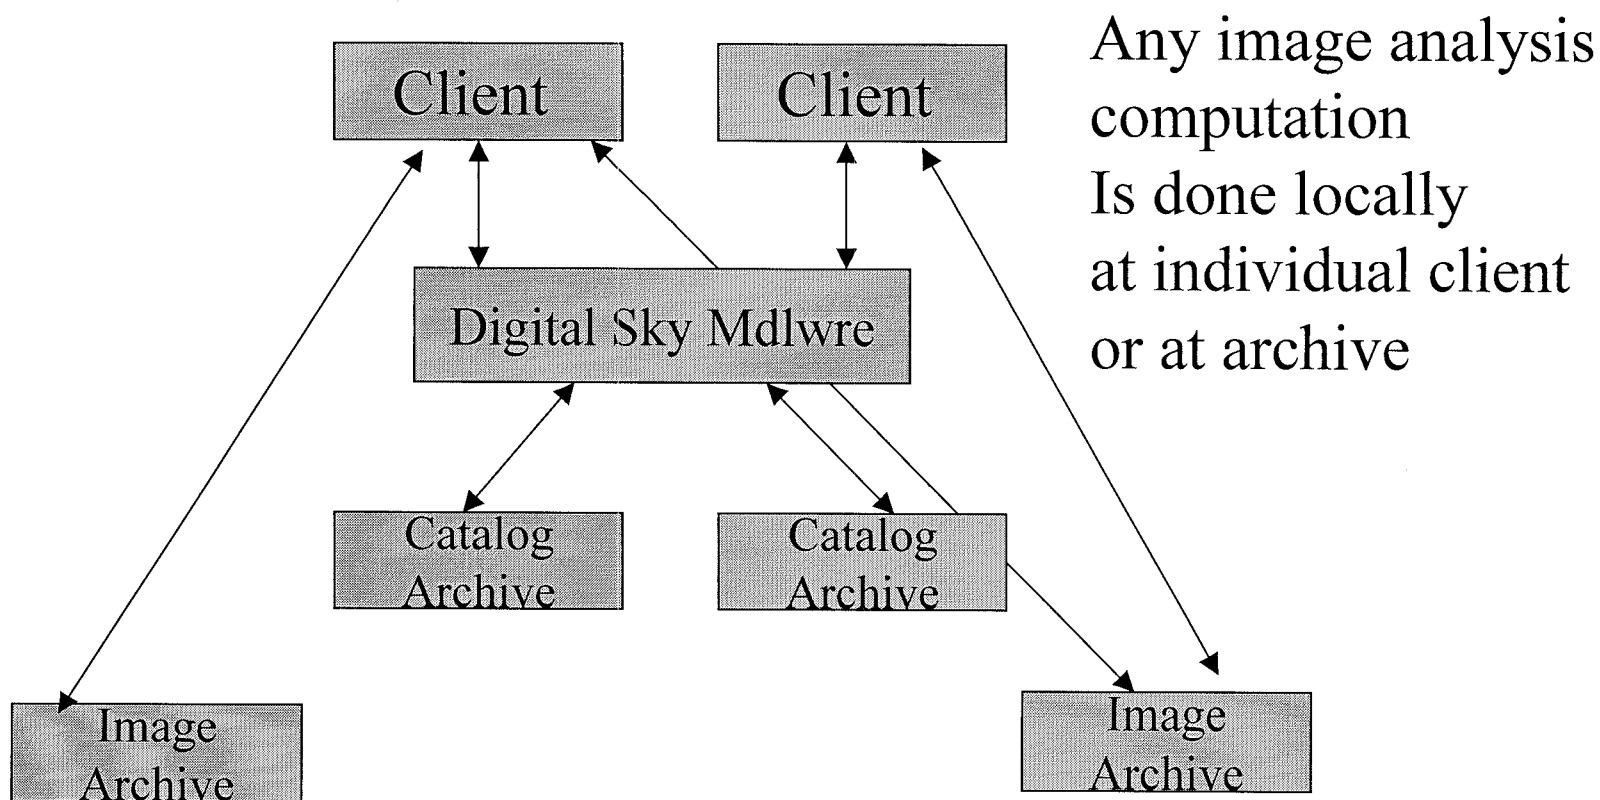 Client
Client
Any image analysis
computation
Is done locally
at individual client
or at archive
Digital Sky Mdlwre
Catalog
Archive
Catalog
Archive
Image
Archive
Image
Archive